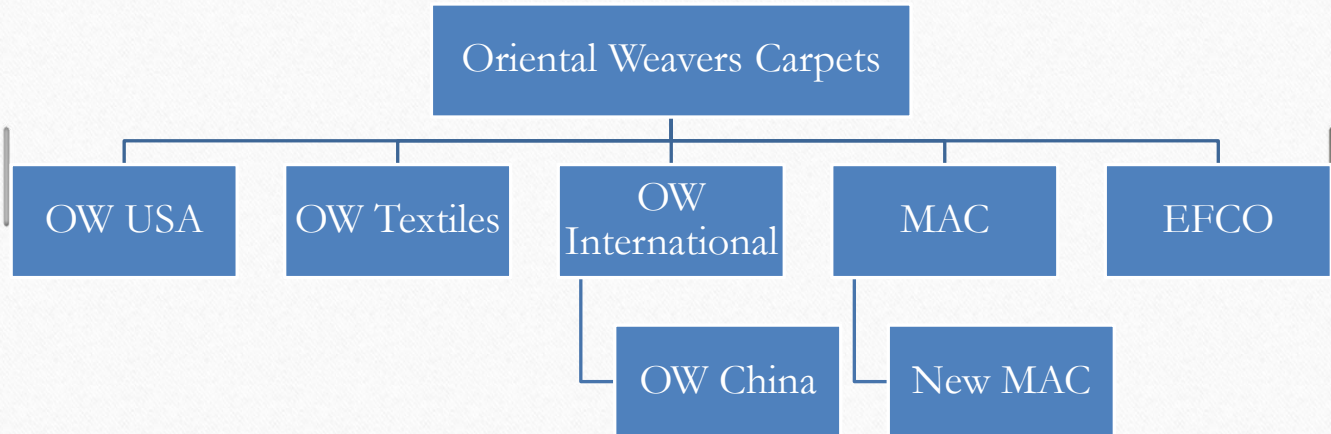 Oriental Weavers Carpets
OW USA
OW Textiles
OW
International
MAC
EFCO
OW China
New MAC